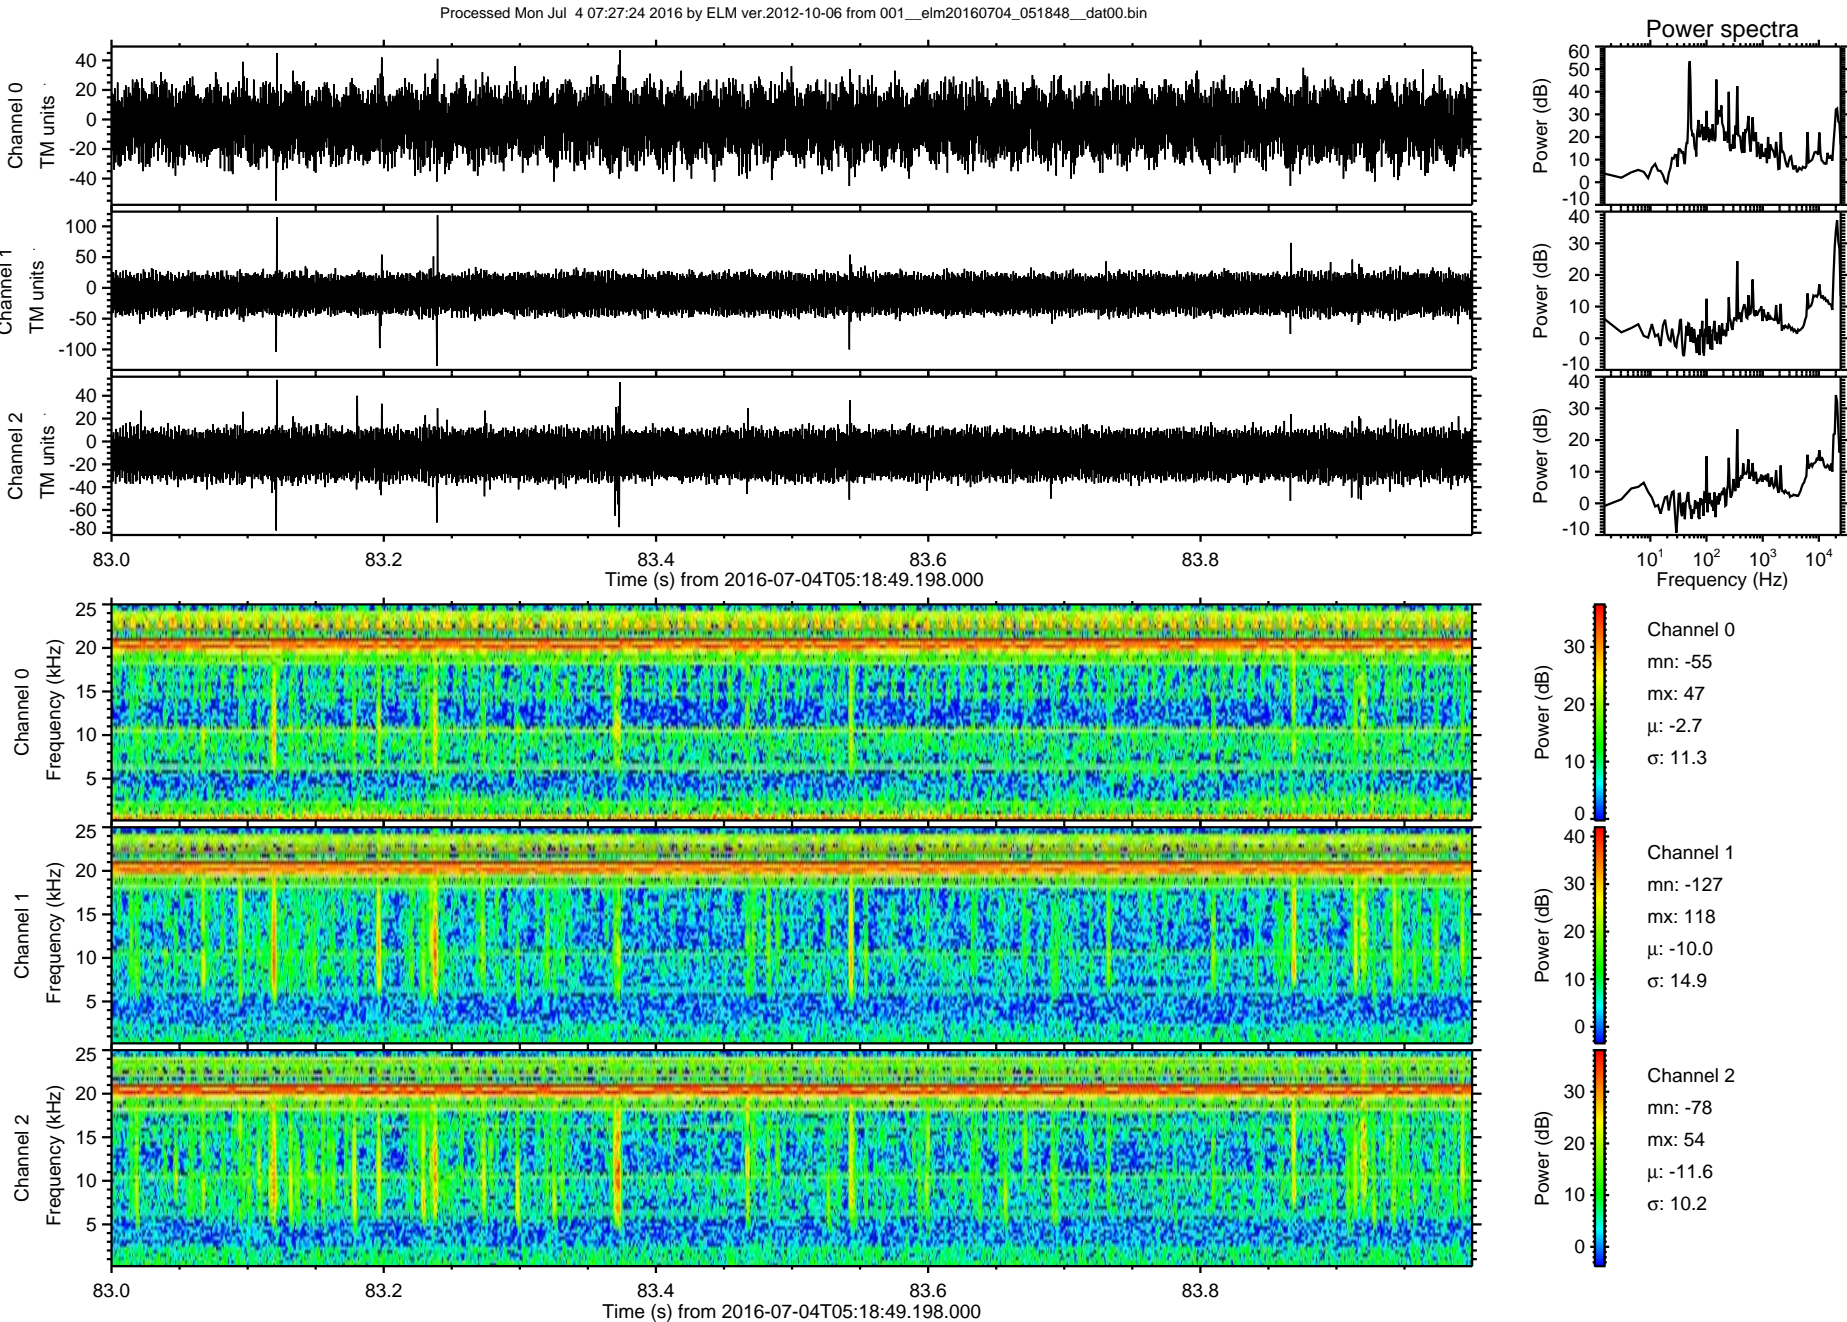 Processed Mon Jul  4 07:27:24 2016 by ELM ver.2012-10-06 from 001__elm20160704_051848__dat00.bin
Power spectra
Channel 0
TM units
40
20
0
-20
-40
Power (dB)
60
50
40
30
20
10
0
-10
Channel 1
TM units
100
50
0
-50
-100
Power (dB)
40
30
20
10
0
-10
Channel 2
TM units
40
20
0
-20
-40
-60
-80
Power (dB)
40
30
20
10
0
-10
83.0 83.2 83.4 83.6 83.8
Time (s) from 2016-07-04T05:18:49.198.000
10¹ 10² 10³ 10⁴
Frequency (Hz)
Channel 0
Frequency (kHz)
25
20
15
10
5
Power (dB)
30
20
10
0
Channel 0
mn: -55
mx: 47
μ: -2.7
σ: 11.3
Channel 1
Frequency (kHz)
25
20
15
10
5
Power (dB)
40
30
20
10
0
Channel 1
mn: -127
mx: 118
μ: -10.0
σ: 14.9
Channel 2
Frequency (kHz)
25
20
15
10
5
Power (dB)
30
20
10
0
Channel 2
mn: -78
mx: 54
μ: -11.6
σ: 10.2
83.0 83.2 83.4 83.6 83.8
Time (s) from 2016-07-04T05:18:49.198.000